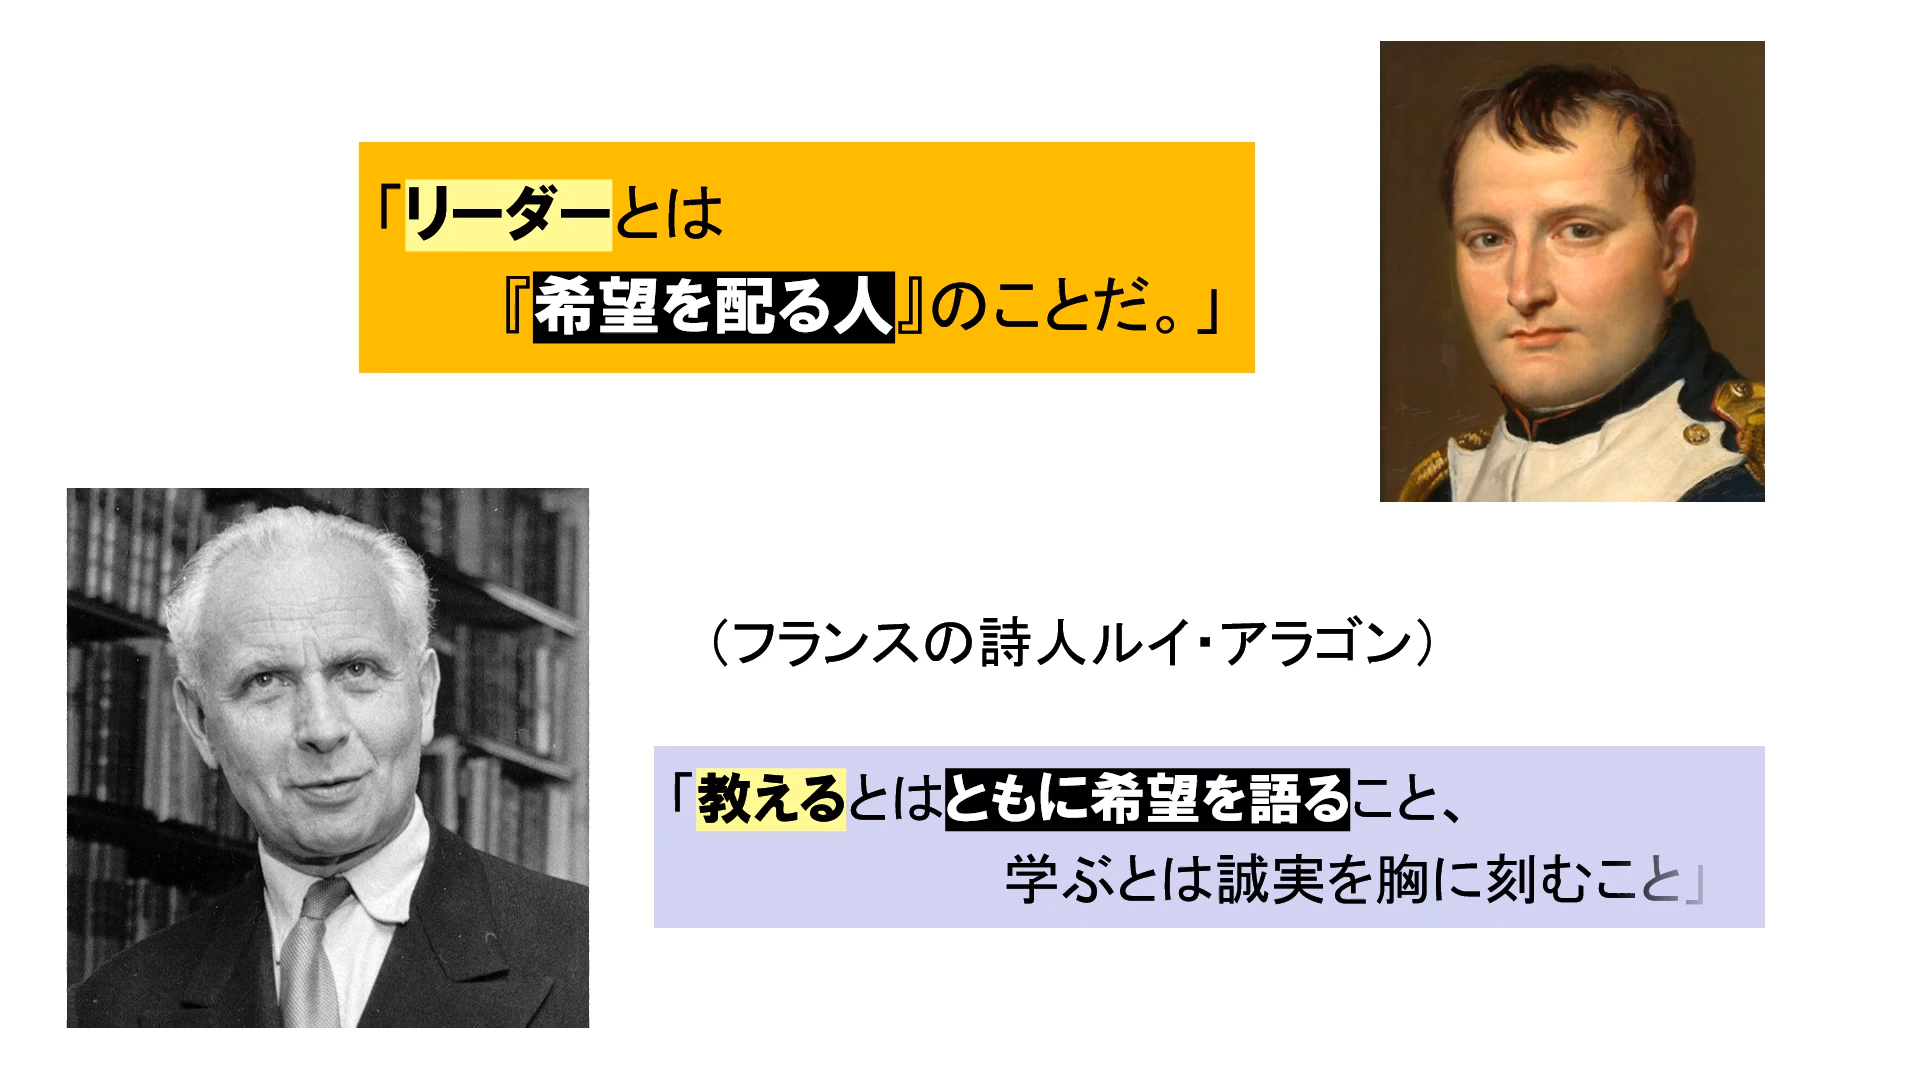 「リーダーとは
『希望を配る人』のことだ。」
（フランスの詩人ルイ・アラゴン）
「教えるとはともに希望を語ること、
学ぶとは誠実を胸に刻むこと」